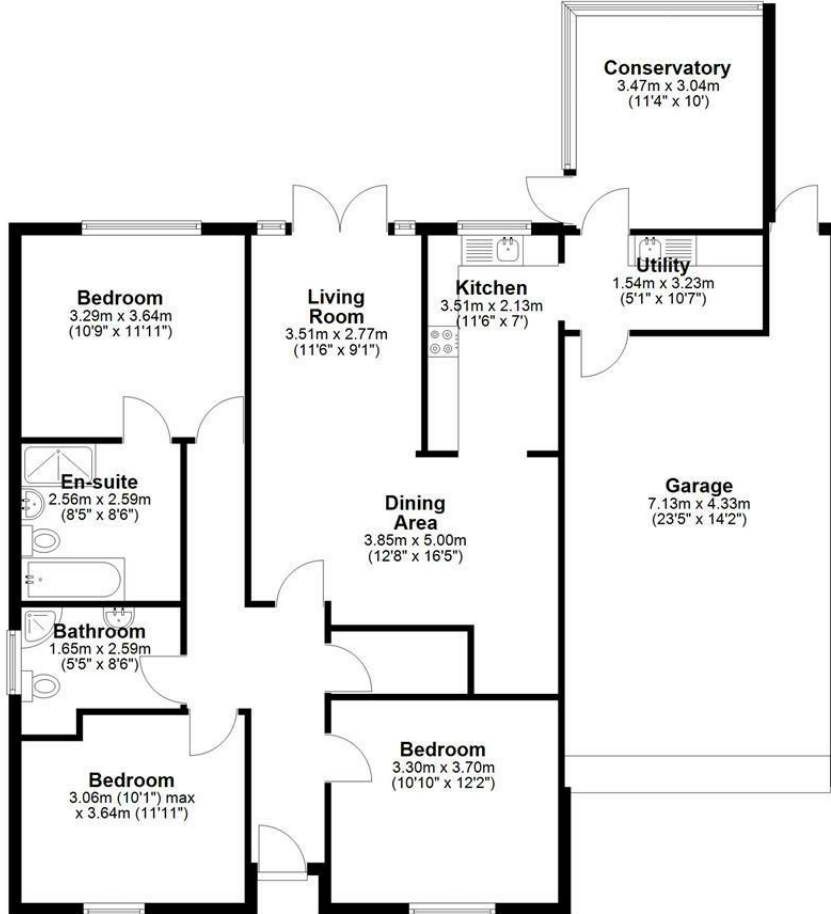 Conservatory
3.47m x 3.04m
(11'4" x 10')
Bedroom
3.29m x 3.64m
(10'9" x 11'11")
Living
Room
3.51m x 2.77m
(11'6" x 9'1")
Kitchen
3.51m x 2.13m
(11'6" x 7')
Utility
1.54m x 3.23m
(5'1" x 10'7")
En-suite
2.56m x 2.59m
(8'5" x 8'6")
Dining
Area
3.85m x 5.00m
(12'8" x 16'5")
Garage
7.13m x 4.33m
(23'5" x 14'2")
Bathroom
1.65m x 2.59m
(5'5" x 8'6")
Bedroom
3.06m (10'1") max
x 3.64m (11'11")
Bedroom
3.30m x 3.70m
(10'10" x 12'2")